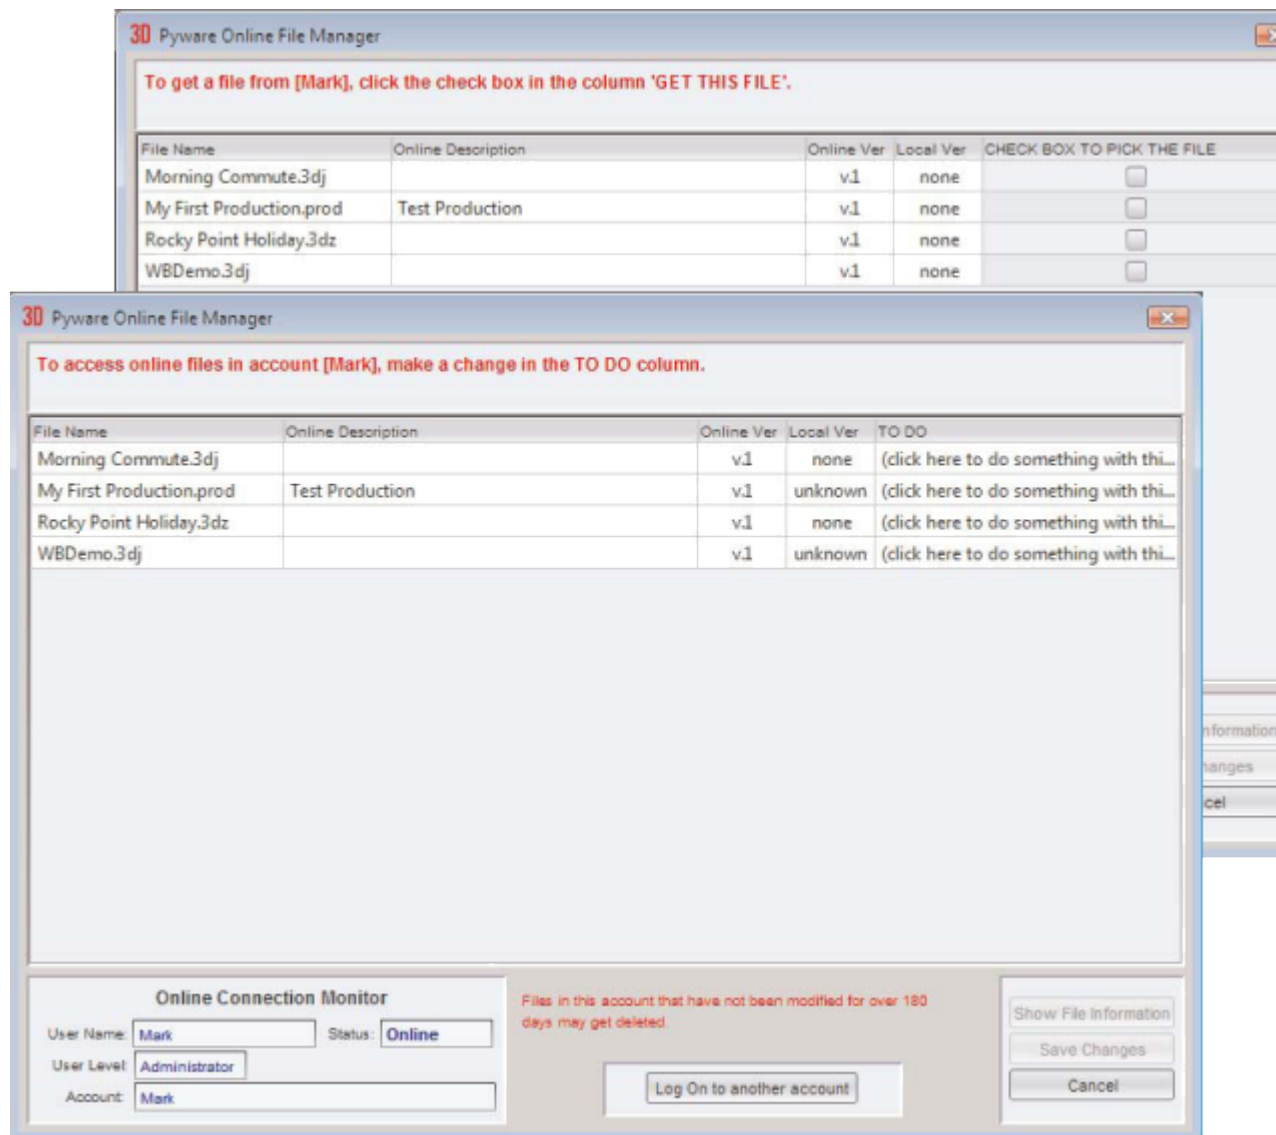 3D Pyware Online File Manager
To get a file from [Mark], click the check box in the column 'GET THIS FILE'.
File Name Online Description Online Ver Local Ver CHECK BOX TO PICK THE FILE
Morning Commute.3dj v.1 none
My First Production.prod Test Production v.1 none
Rocky Point Holiday.3dz v.1 none
WBDemo.3dj v.1 none
3D Pyware Online File Manager
To access online files in account [Mark], make a change in the TO DO column.
File Name Online Description Online Ver Local Ver TO DO
Morning Commute.3dj v.1 none (click here to do something with thi...
My First Production.prod Test Production v.1 unknown (click here to do something with thi...
Rocky Point Holiday.3dz v.1 none (click here to do something with thi...
WBDemo.3dj v.1 unknown (click here to do something with thi...
nformation
hanges
cel
Online Connection Monitor
User Name: Mark Status: Online
User Level: Administrator
Account: Mark
Files in this account that have not been modified for over 180
days may get deleted.
Log On to another account
Show File Information
Save Changes
Cancel